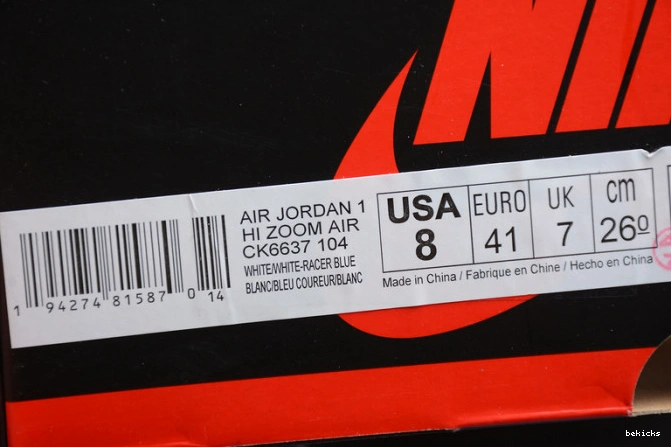 NIK
AIR JORDAN 1
HI ZOOM AIR
CK6637 104
WHITE/WHITE-RACER BLUE
BLANC/BLEU COUREUR/BLANC
USA
8
EURO
41
UK
7
cm
26º
Made in China / Fabrique en Chine / Hecho en China
1 94274 81587 0 14
bekicks